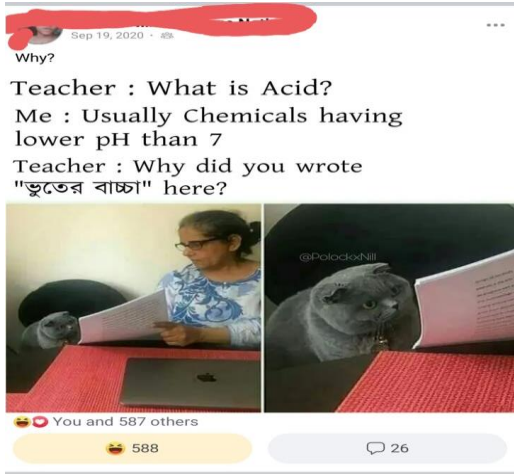 Sep 19, 2020
Why?
Teacher : What is Acid?
Me : Usually Chemicals having
lower pH than 7
Teacher : Why did you wrote
"ভুতের বাচ্চা" here?
@PolockxNill
You and 587 others
588
26